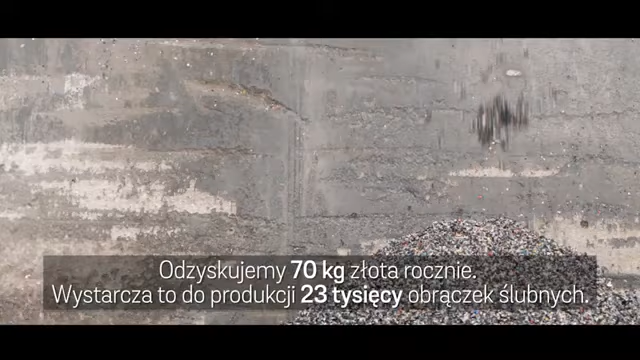 Odzyskujemy 70 kg złota rocznie.
Wystarcza to do produkcji 23 tysięcy obrączek ślubnych.